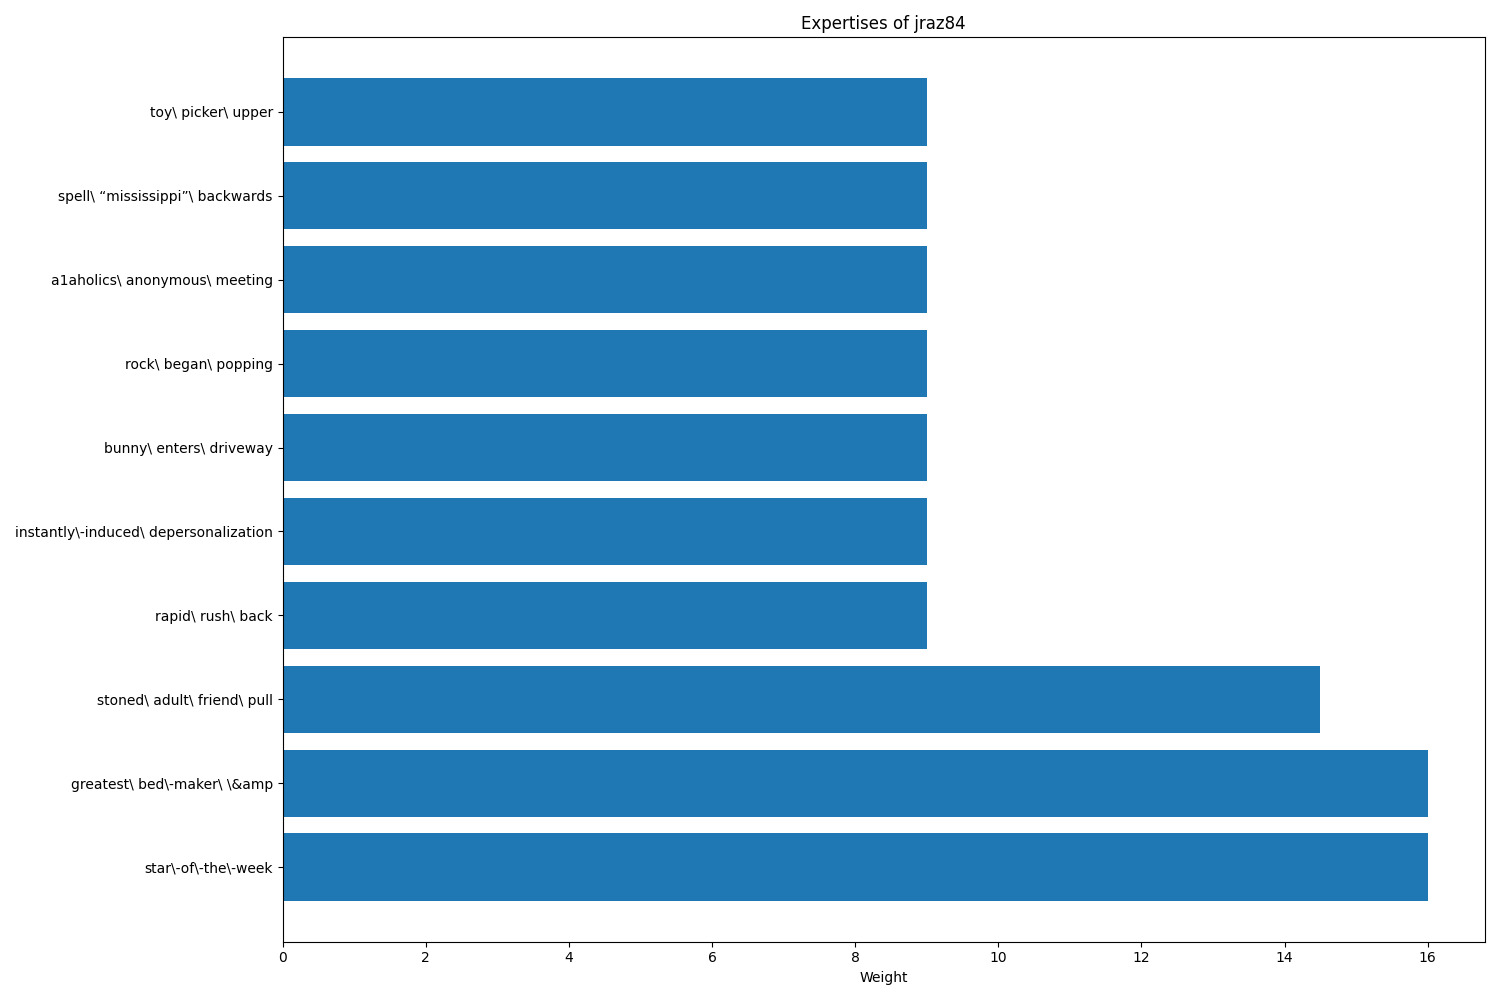 Expertises of jraz84
toy\ picker\ upper
spell\ “mississippi”\ backwards
a1aholics\ anonymous\ meeting
rock\ began\ popping
bunny\ enters\ driveway
instantly\-induced\ depersonalization
rapid\ rush\ back
stoned\ adult\ friend\ pull
greatest\ bed\-maker\ \&amp
star\-of\-the\-week
0 2 4 6 8 10 12 14 16
Weight